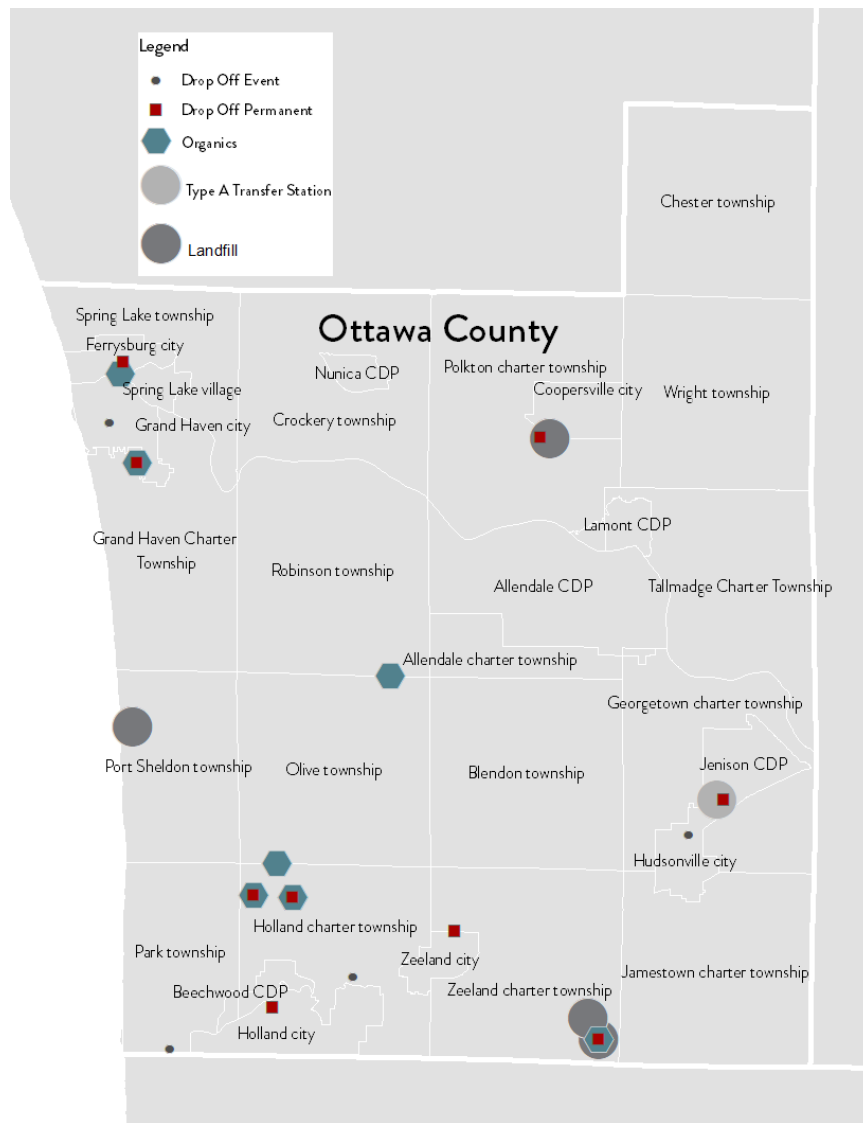 Legend
Drop Off Event
Drop Off Permanent
Organics
Type A Transfer Station
Landfill
Chester township
Spring Lake township
Ottawa County
Ferrysburg city
Nunica CDP
Polkton charter township
Spring Lake village
Coopersville city
Wright township
Grand Haven city
Crockery township
Lamont CDP
Grand Haven Charter
Township
Robinson township
Allendale CDP
Tallmadge Charter Township
Allendale charter township
Georgetown charter township
Port Sheldon township
Olive township
Blendon township
Jenison CDP
Hudsonville city
Holland charter township
Park township
Zeeland city
Jamestown charter township
Beechwood CDP
Zeeland charter township
Holland city